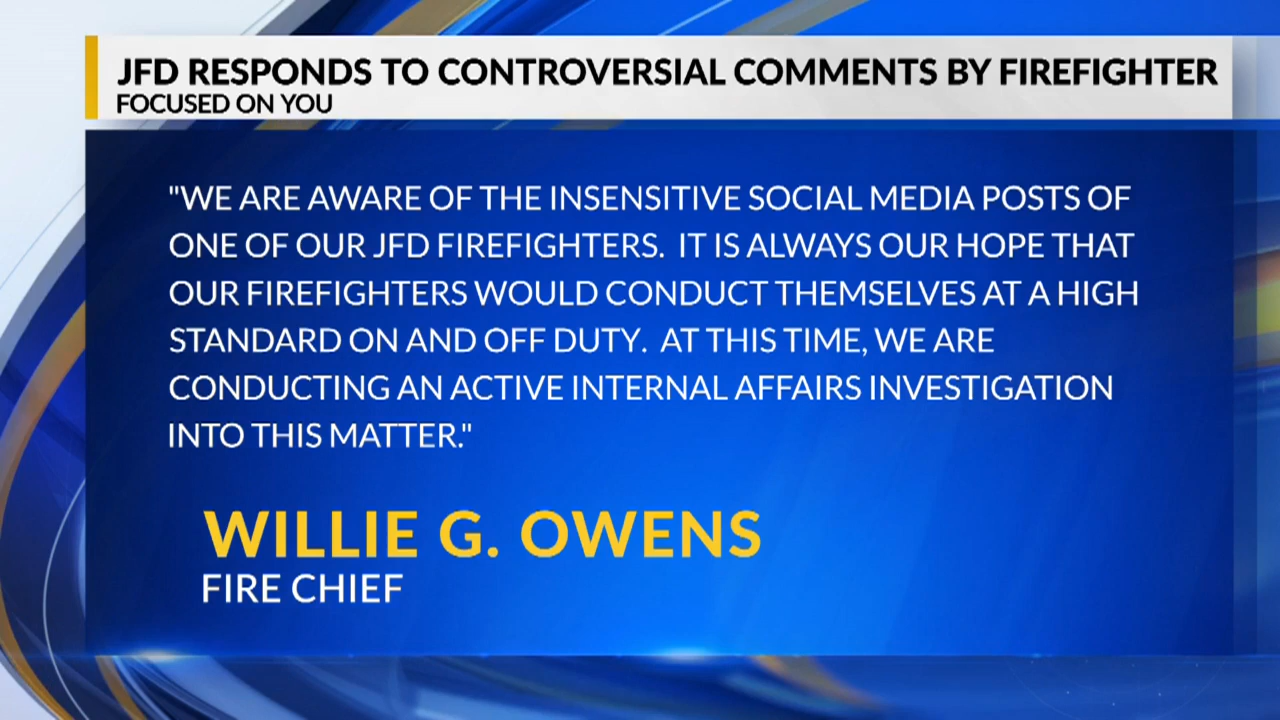 JFD RESPONDS TO CONTROVERSIAL COMMENTS BY FIREFIGHTER
FOCUSED ON YOU
"WE ARE AWARE OF THE INSENSITIVE SOCIAL MEDIA POSTS OF
ONE OF OUR JFD FIREFIGHTERS.  IT IS ALWAYS OUR HOPE THAT
OUR FIREFIGHTERS WOULD CONDUCT THEMSELVES AT A HIGH
STANDARD ON AND OFF DUTY.  AT THIS TIME, WE ARE
CONDUCTING AN ACTIVE INTERNAL AFFAIRS INVESTIGATION
INTO THIS MATTER."
WILLIE G. OWENS
FIRE CHIEF